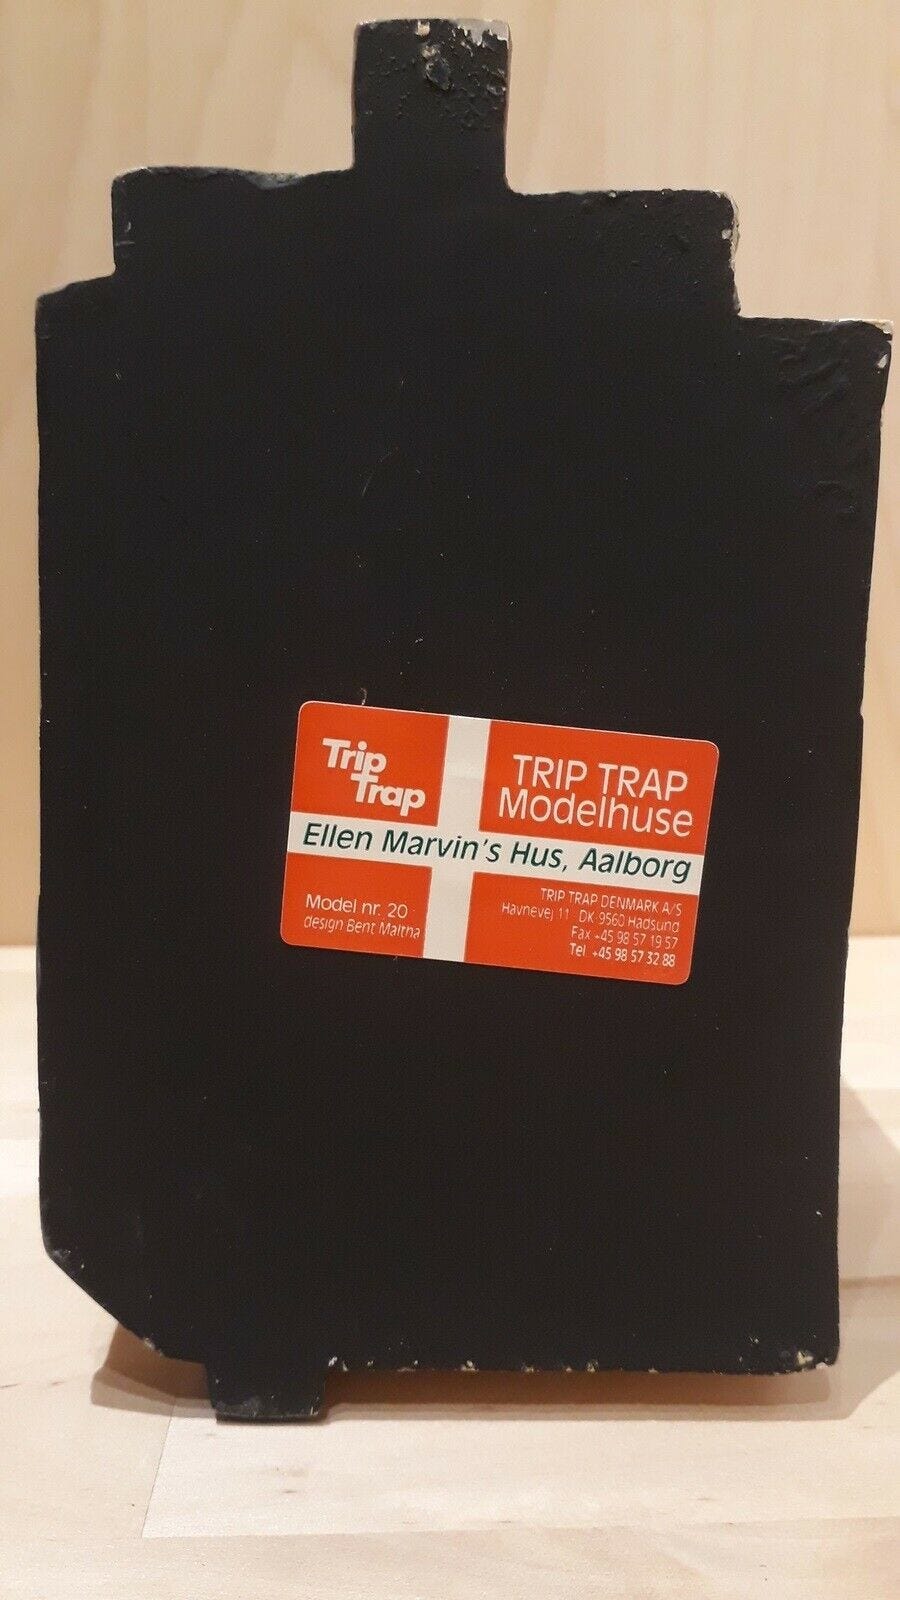 Trip
Trap
TRIP TRAP
Modelhuse
Ellen Marvin's Hus, Aalborg
Model nr. 20
design Bent Maltha
TRIP TRAP DENMARK A/S
Havnevej 11 DK-9560 Hadsund
Fax +45 98 57 19 57
Tel. +45 98 57 32 88